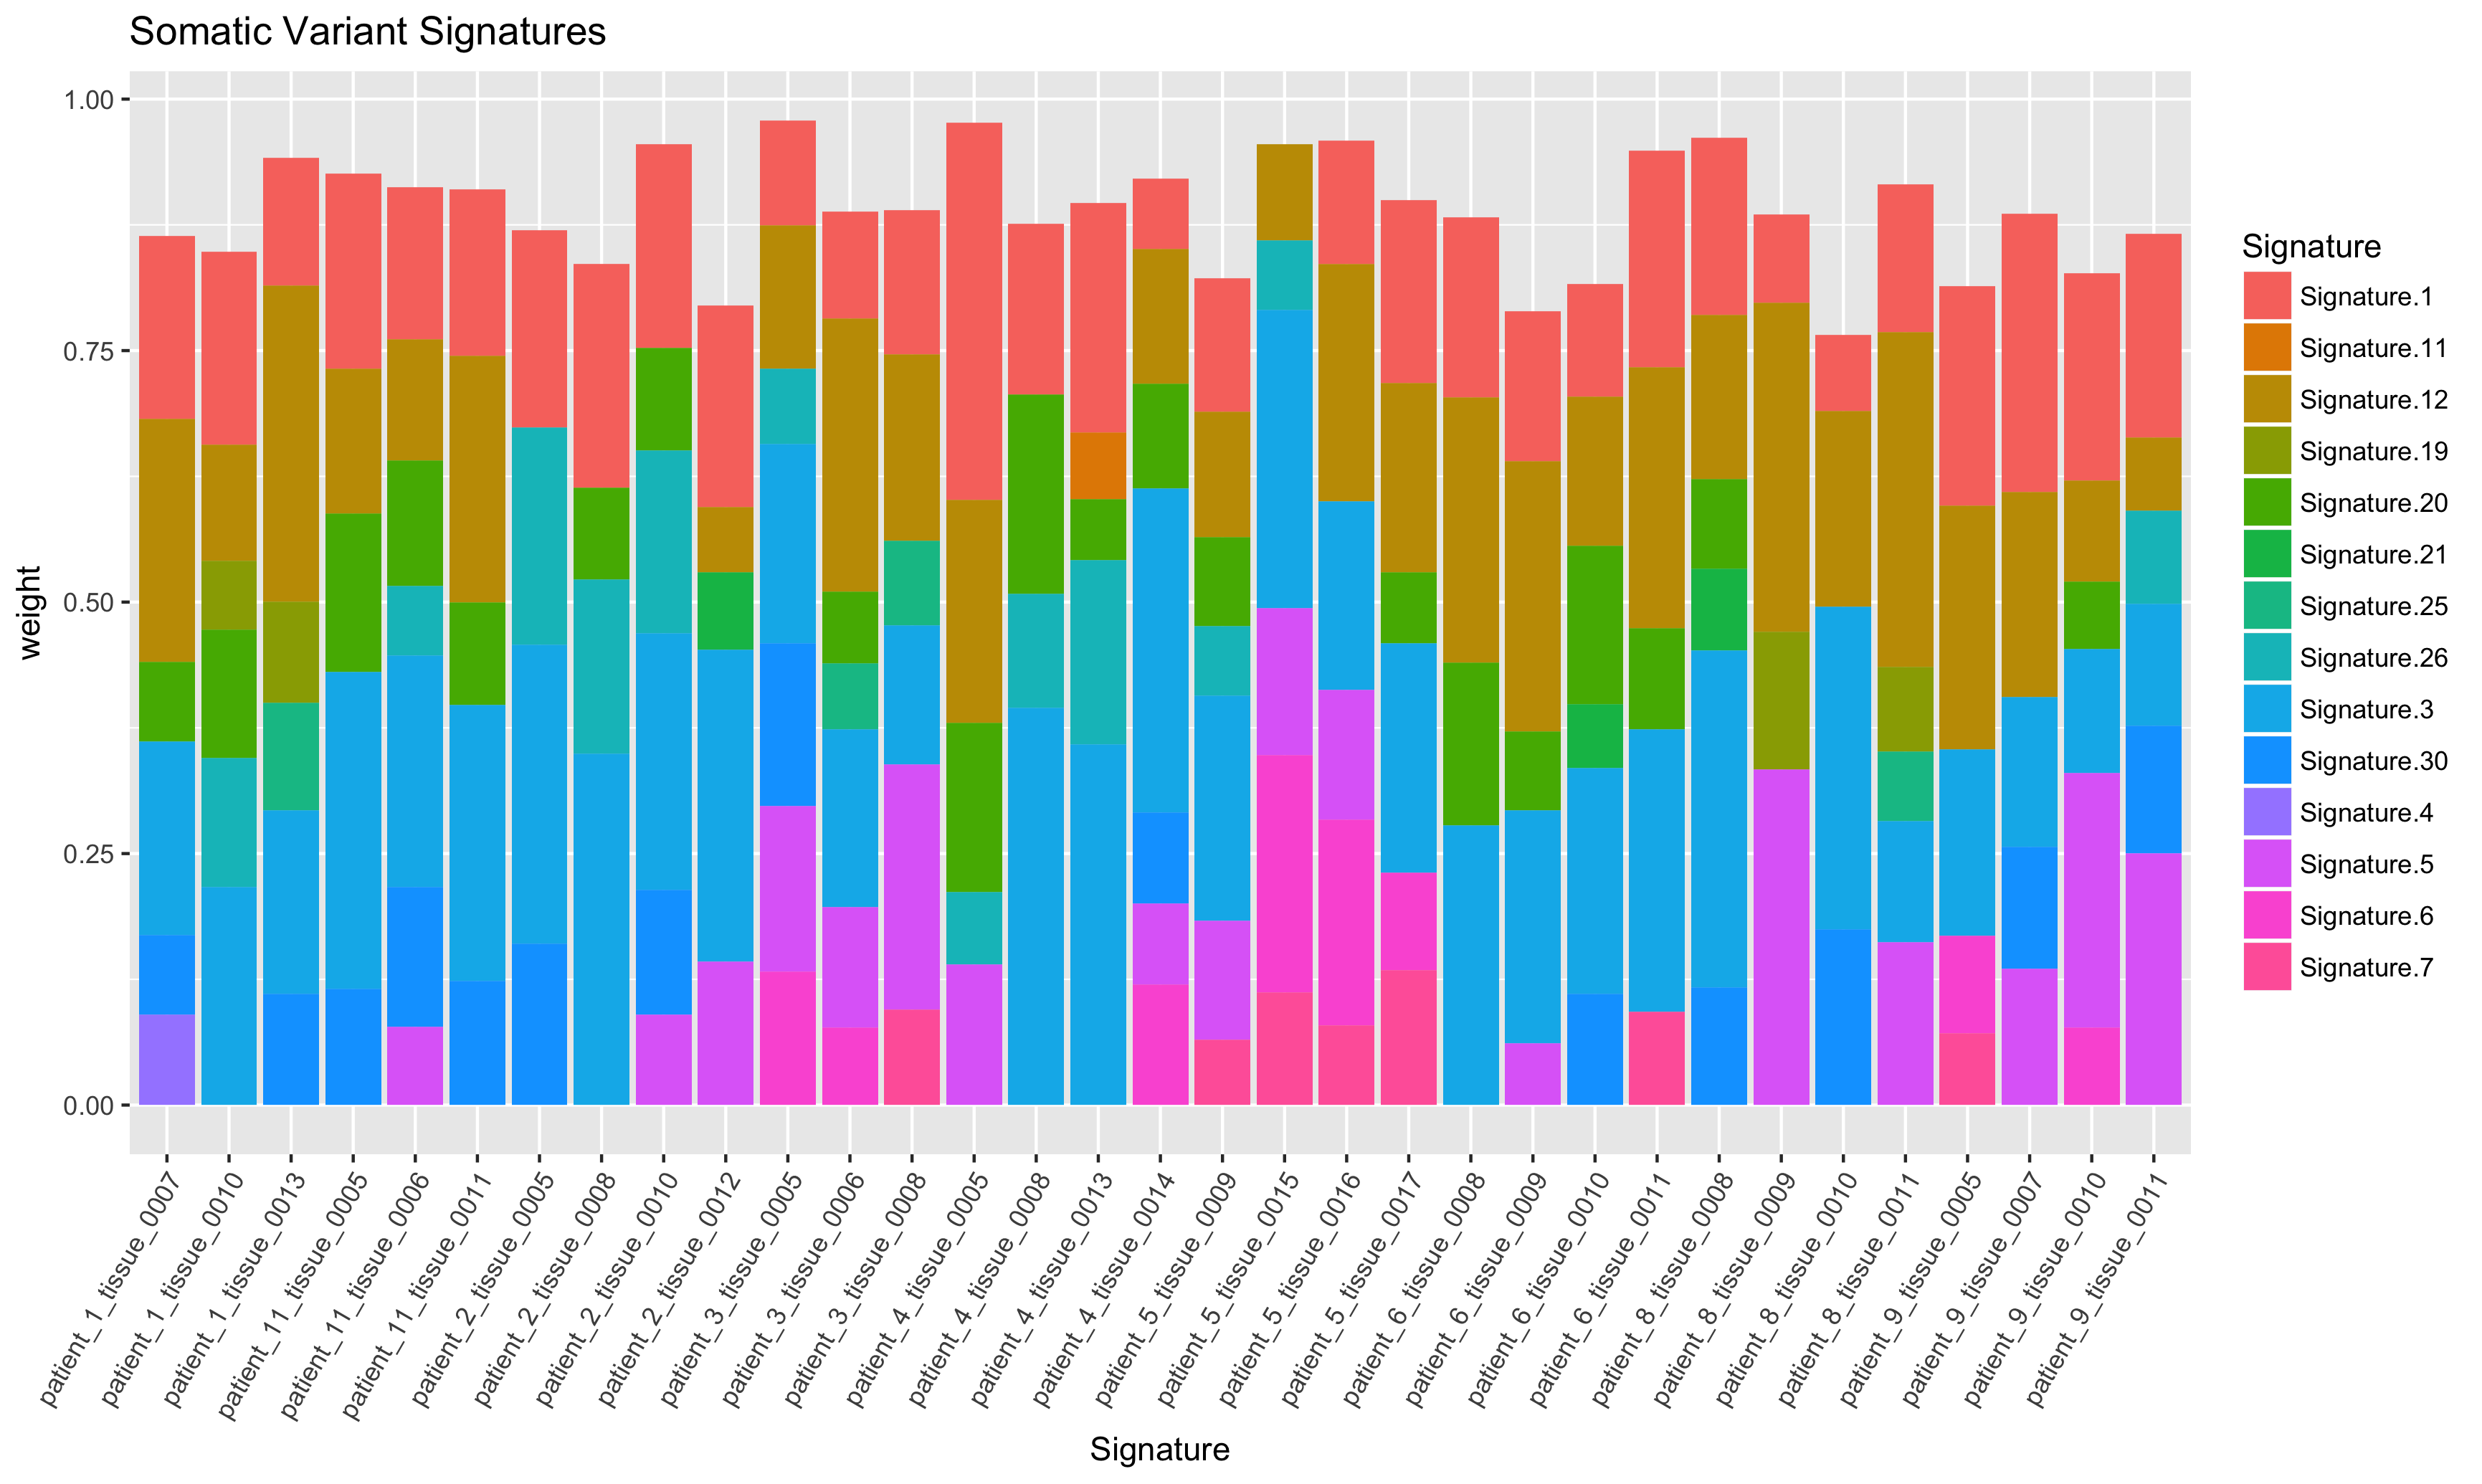 Somatic Variant Signatures
1.00
0.75
0.50
0.25
0.00
weight
patient_1_tissue_0007
patient_1_tissue_0010
patient_1_tissue_0013
patient_11_tissue_0005
patient_11_tissue_0006
patient_11_tissue_0011
patient_2_tissue_0005
patient_2_tissue_0008
patient_2_tissue_0010
patient_2_tissue_0012
patient_3_tissue_0005
patient_3_tissue_0006
patient_3_tissue_0008
patient_4_tissue_0005
patient_4_tissue_0008
patient_4_tissue_0013
patient_4_tissue_0014
patient_5_tissue_0009
patient_5_tissue_0015
patient_5_tissue_0016
patient_5_tissue_0017
patient_6_tissue_0008
patient_6_tissue_0009
patient_6_tissue_0010
patient_6_tissue_0011
patient_8_tissue_0008
patient_8_tissue_0009
patient_8_tissue_0010
patient_8_tissue_0011
patient_9_tissue_0005
patient_9_tissue_0007
patient_9_tissue_0010
patient_9_tissue_0011
Signature
Signature
Signature.1
Signature.11
Signature.12
Signature.19
Signature.20
Signature.21
Signature.25
Signature.26
Signature.3
Signature.30
Signature.4
Signature.5
Signature.6
Signature.7